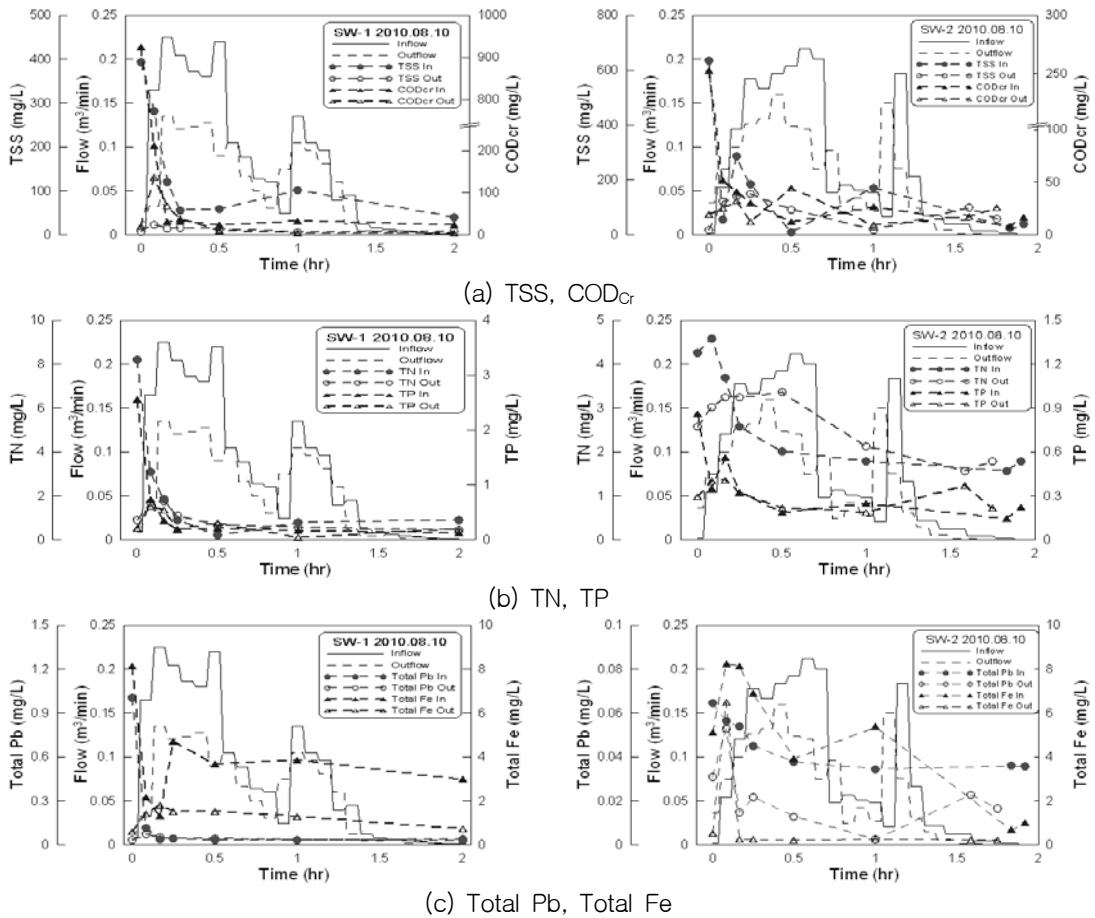 SW-1 2010.08.10
Inflow
Outflow
TSS In
TSS Out
CODcr In
CODcr Out
TSS (mg/L)
500
400
300
200
100
0
Flow (m³/min)
0.25
0.2
0.15
0.1
0.05
0
CODcr (mg/L)
1000
900
800
200
100
0
0 0.5 1 1.5 2
Time (hr)
SW-2 2010.08.10
Inflow
Outflow
TSS In
TSS Out
CODcr In
CODcr Out
TSS (mg/L)
800
600
400
200
0
Flow (m³/min)
0.25
0.2
0.15
0.1
0.05
0
CODcr (mg/L)
300
250
100
50
0
0 0.5 1 1.5 2
Time (hr)
(a) TSS, CODCr
SW-1 2010.08.10
Inflow
Outflow
TN In
TN Out
TP In
TP Out
TN (mg/L)
10
8
6
4
2
0
Flow (m³/min)
0.25
0.2
0.15
0.1
0.05
0
TP (mg/L)
4
3
2
1
0
0 0.5 1 1.5 2
Time (hr)
SW-2 2010.08.10
Inflow
Outflow
TN In
TN Out
TP In
TP Out
TN (mg/L)
5
4
3
2
1
0
Flow (m³/min)
0.25
0.2
0.15
0.1
0.05
0
TP (mg/L)
1.5
1.2
0.9
0.6
0.3
0
0 0.5 1 1.5 2
Time (hr)
(b) TN, TP
SW-1 2010.08.10
Inflow
Outflow
Total Pb In
Total Pb Out
Total Fe In
Total Fe Out
Total Pb (mg/L)
1.5
1.2
0.9
0.6
0.3
0
Flow (m³/min)
0.25
0.2
0.15
0.1
0.05
0
Total Fe (mg/L)
10
8
6
4
2
0
0 0.5 1 1.5 2
Time (hr)
SW-2 2010.08.10
Inflow
Outflow
Total Pb In
Total Pb Out
Total Fe In
Total Fe Out
Total Pb (mg/L)
0.1
0.08
0.06
0.04
0.02
0
Flow (m³/min)
0.25
0.2
0.15
0.1
0.05
0
Total Fe (mg/L)
10
8
6
4
2
0
0 0.5 1 1.5 2
Time (hr)
(c) Total Pb, Total Fe